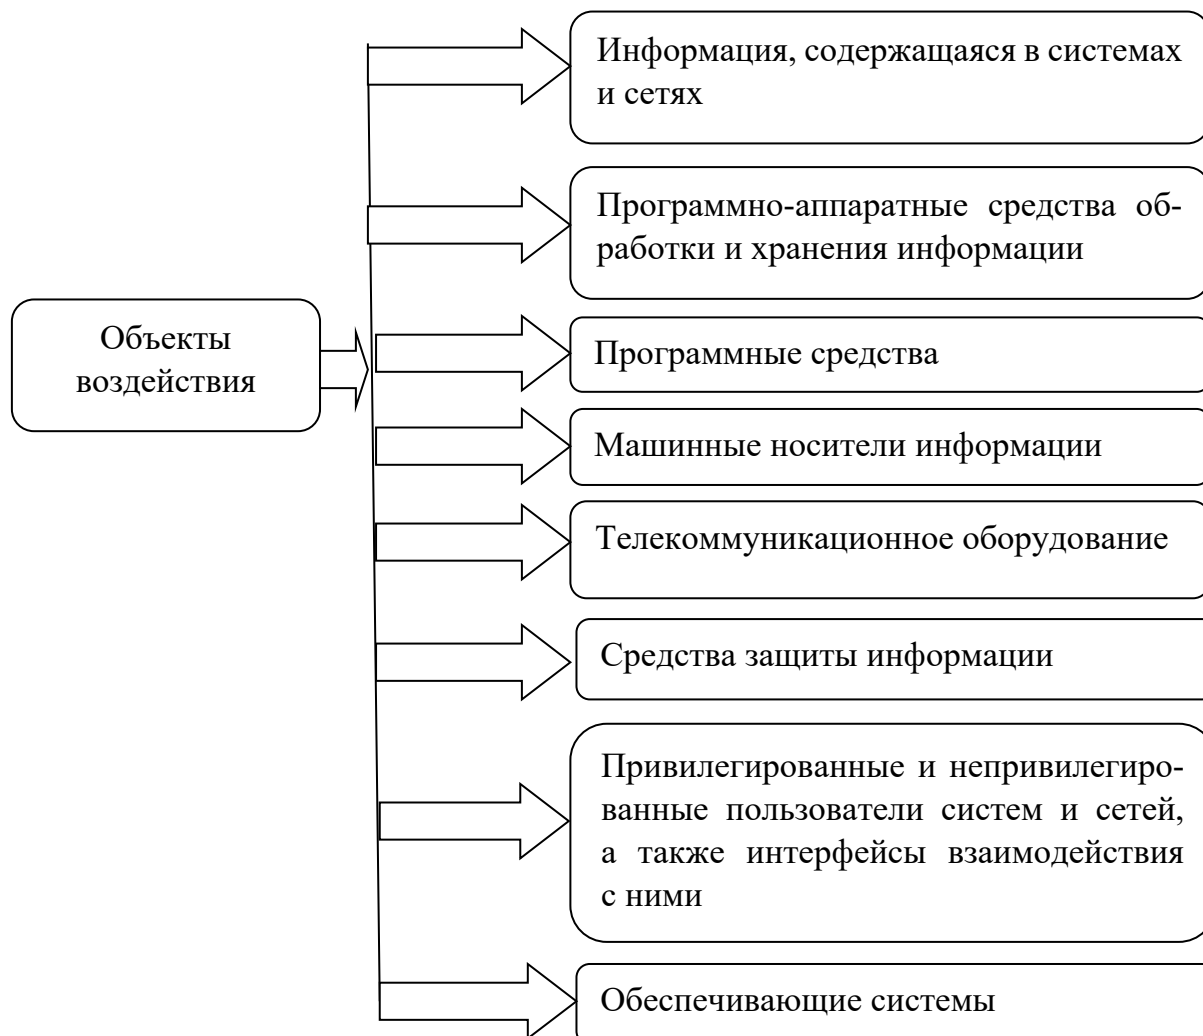 Объекты
воздействия
Информация, содержащаяся в системах
и сетях
Программно-аппаратные средства об-
работки и хранения информации
Программные средства
Машинные носители информации
Телекоммуникационное оборудование
Средства защиты информации
Привилегированные и непривилегиро-
ванные пользователи систем и сетей,
а также интерфейсы взаимодействия
с ними
Обеспечивающие системы